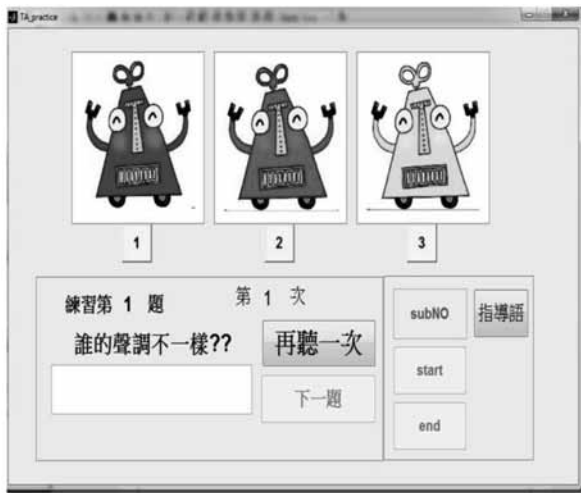 TA_practice
1
2
3
練習第 1 題
第 1 次
誰的聲調不一樣??
再聽一次
下一題
subNO
指導語
start
end